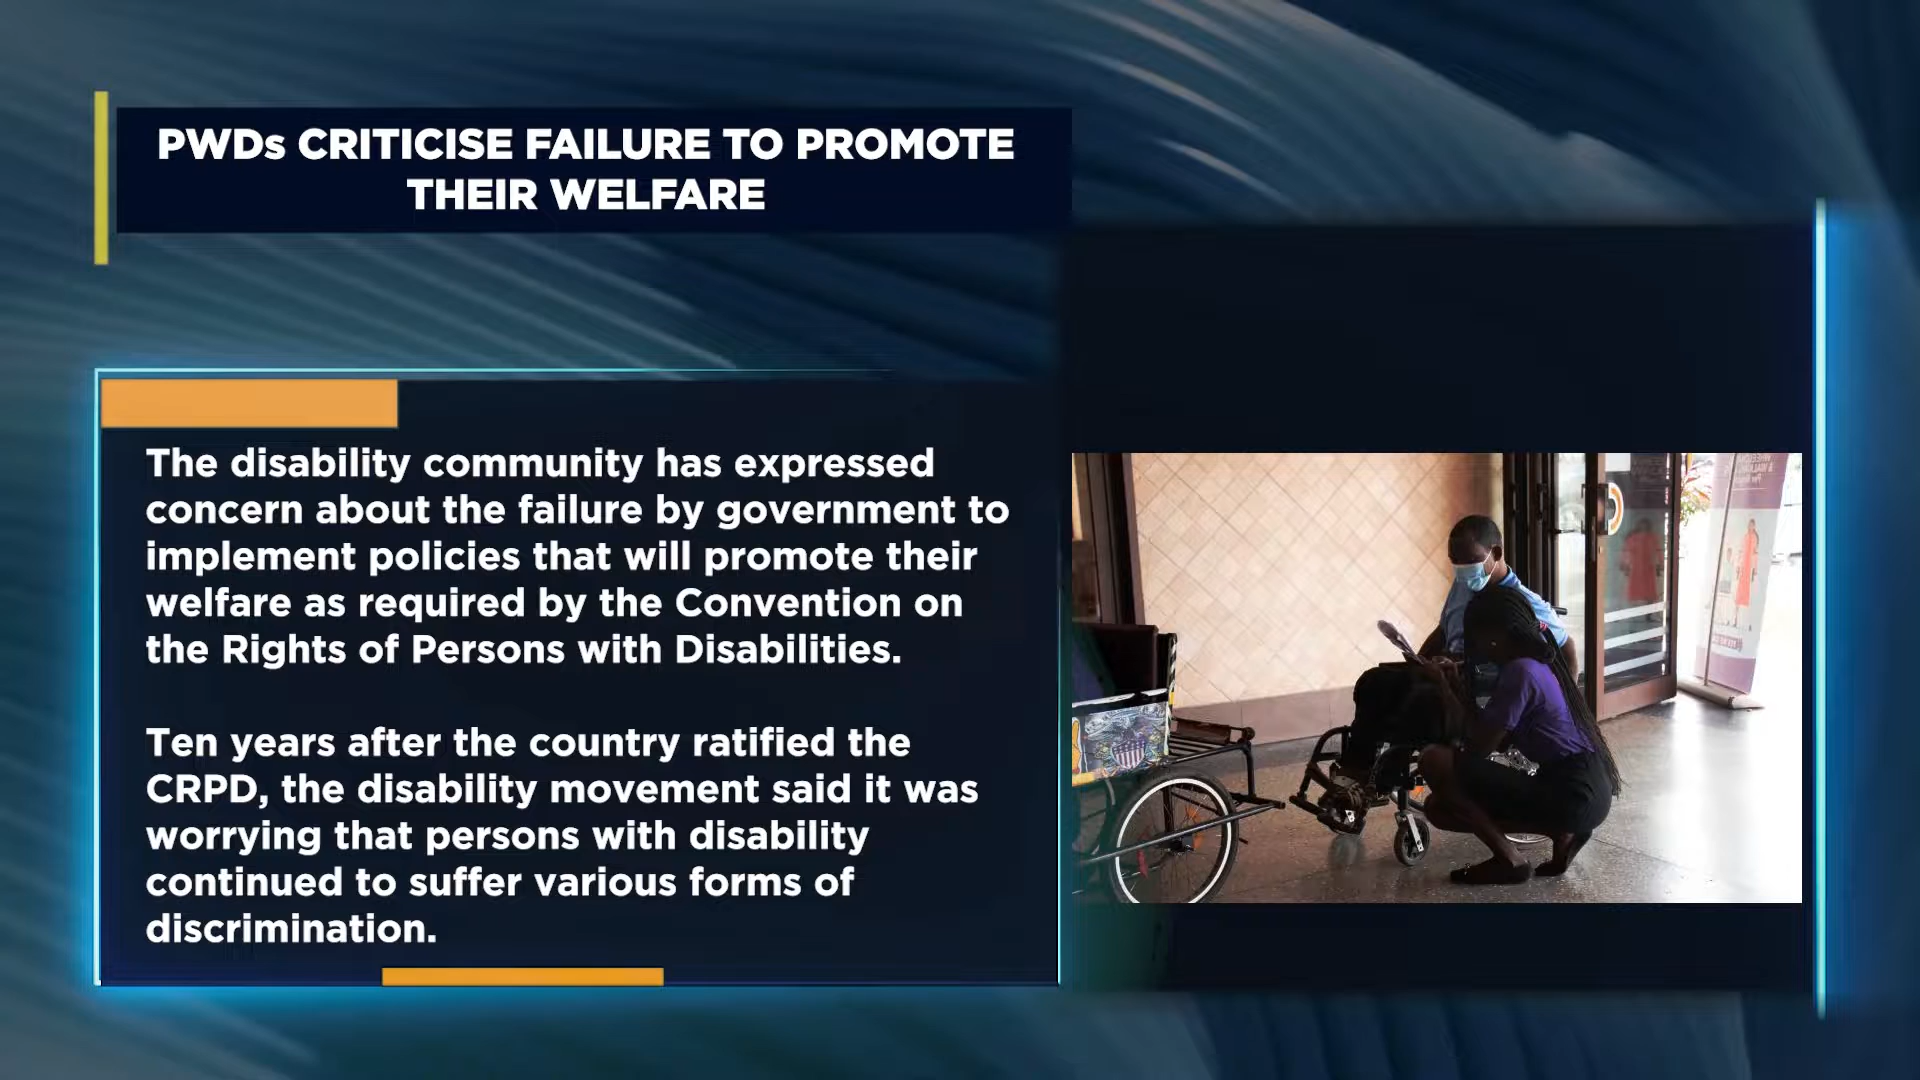 PWDs CRITICISE FAILURE TO PROMOTE
THEIR WELFARE
The disability community has expressed
concern about the failure by government to
implement policies that will promote their
welfare as required by the Convention on
the Rights of Persons with Disabilities.
Ten years after the country ratified the
CRPD, the disability movement said it was
worrying that persons with disability
continued to suffer various forms of
discrimination.